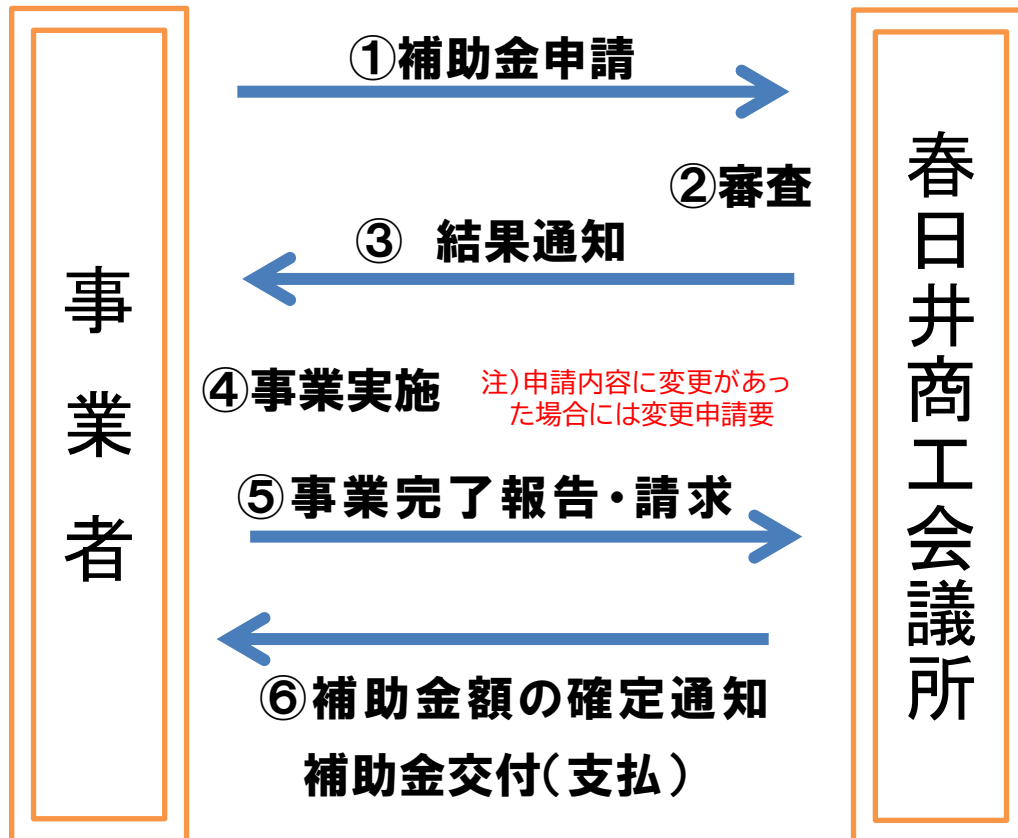 事業者
①補助金申請
②審査
③ 結果通知
④事業実施
注)申請内容に変更があっ
た場合には変更申請要
⑤事業完了報告・請求
⑥補助金額の確定通知
補助金交付(支払)
春日井商工会議所